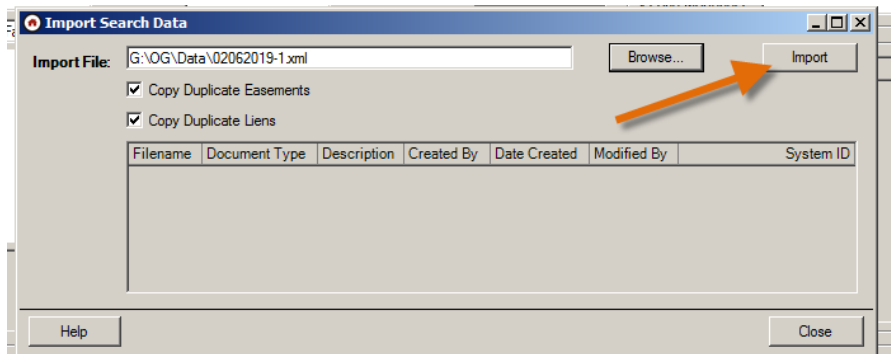 Import Search Data
Import File: G:\OG\Data\02062019-1.xml Browse... Import
Copy Duplicate Easements
Copy Duplicate Liens
Filename Document Type Description Created By Date Created Modified By System ID
Help Close